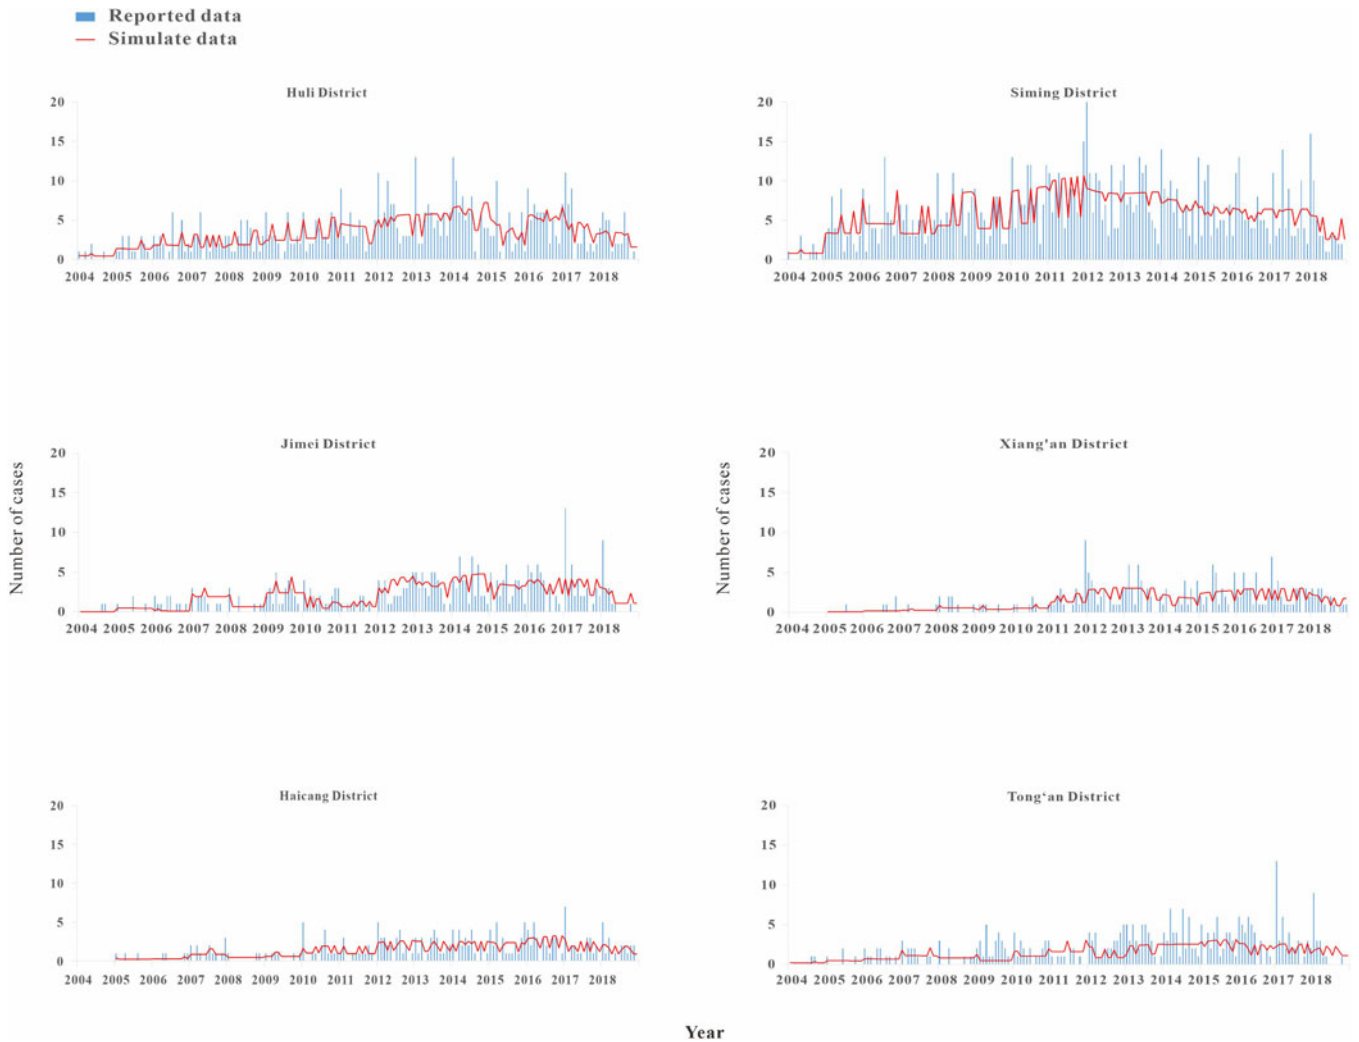 Reported data
Simulate data
Huli District
20
15
10
5
0
2004 2005 2006 2007 2008 2009 2010 2011 2012 2013 2014 2015 2016 2017 2018
Siming District
20
15
10
5
0
2004 2005 2006 2007 2008 2009 2010 2011 2012 2013 2014 2015 2016 2017 2018
Number of cases
Jimei District
20
15
10
5
0
2004 2005 2006 2007 2008 2009 2010 2011 2012 2013 2014 2015 2016 2017 2018
Number of cases
Xiang'an District
20
15
10
5
0
2004 2005 2006 2007 2008 2009 2010 2011 2012 2013 2014 2015 2016 2017 2018
Haicang District
20
15
10
5
0
2004 2005 2006 2007 2008 2009 2010 2011 2012 2013 2014 2015 2016 2017 2018
Tong‘an District
20
15
10
5
0
2004 2005 2006 2007 2008 2009 2010 2011 2012 2013 2014 2015 2016 2017 2018
Year